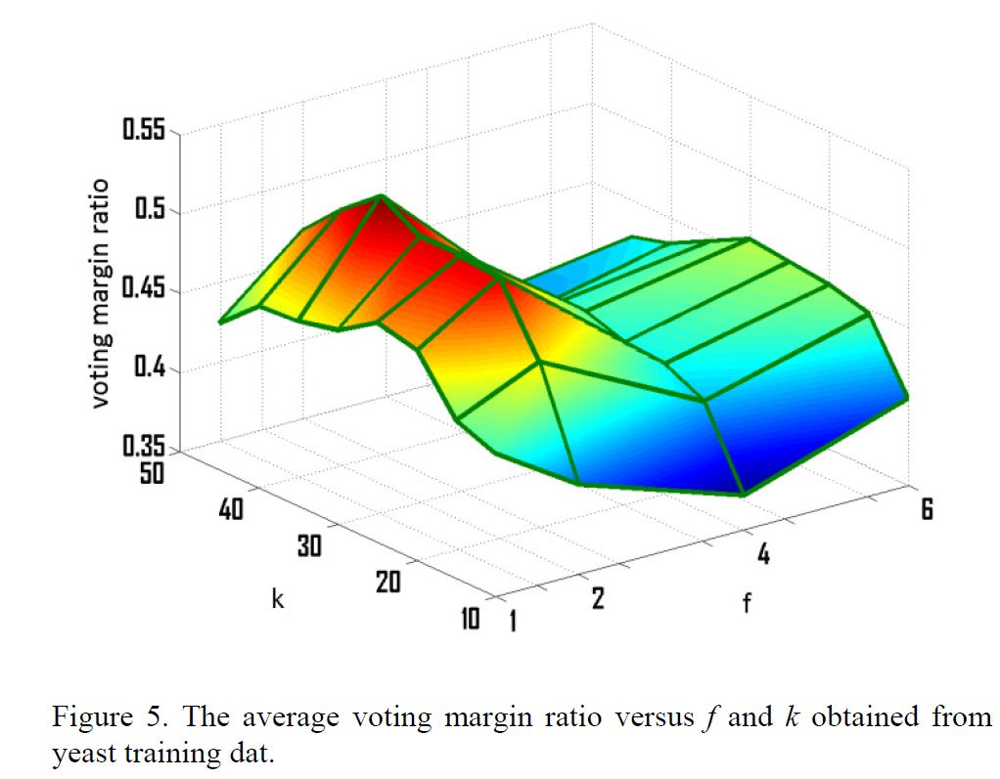 0.55
0.5
0.45
0.4
0.35
voting margin ratio
50
40
30
20
10
k
1
2
4
6
f
Figure 5. The average voting margin ratio versus f and k obtained from
yeast training dat.